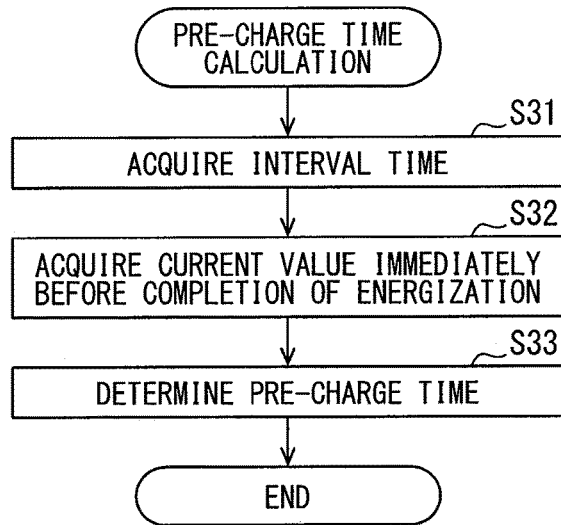 PRE-CHARGE TIME
CALCULATION
S31
ACQUIRE INTERVAL TIME
S32
ACQUIRE CURRENT VALUE IMMEDIATELY
BEFORE COMPLETION OF ENERGIZATION
S33
DETERMINE PRE-CHARGE TIME
END